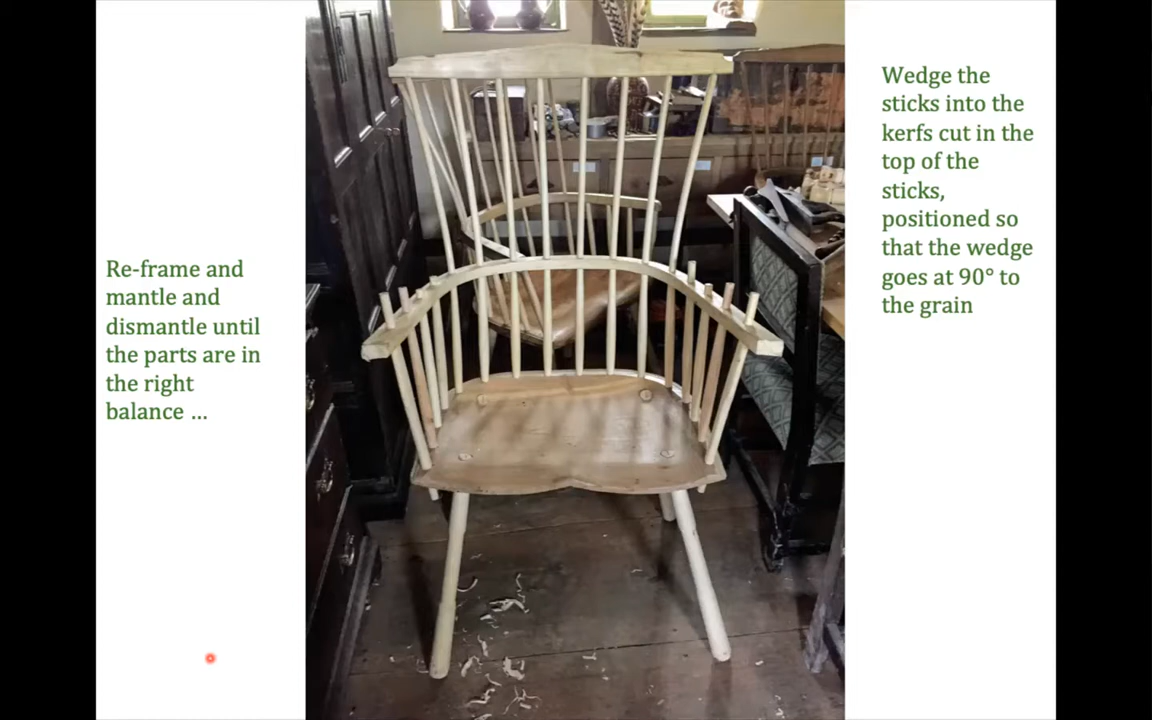 Re-frame and
mantle and
dismantle until
the parts are in
the right
balance …
Wedge the
sticks into the
kerfs cut in the
top of the
sticks,
positioned so
that the wedge
goes at 90° to
the grain